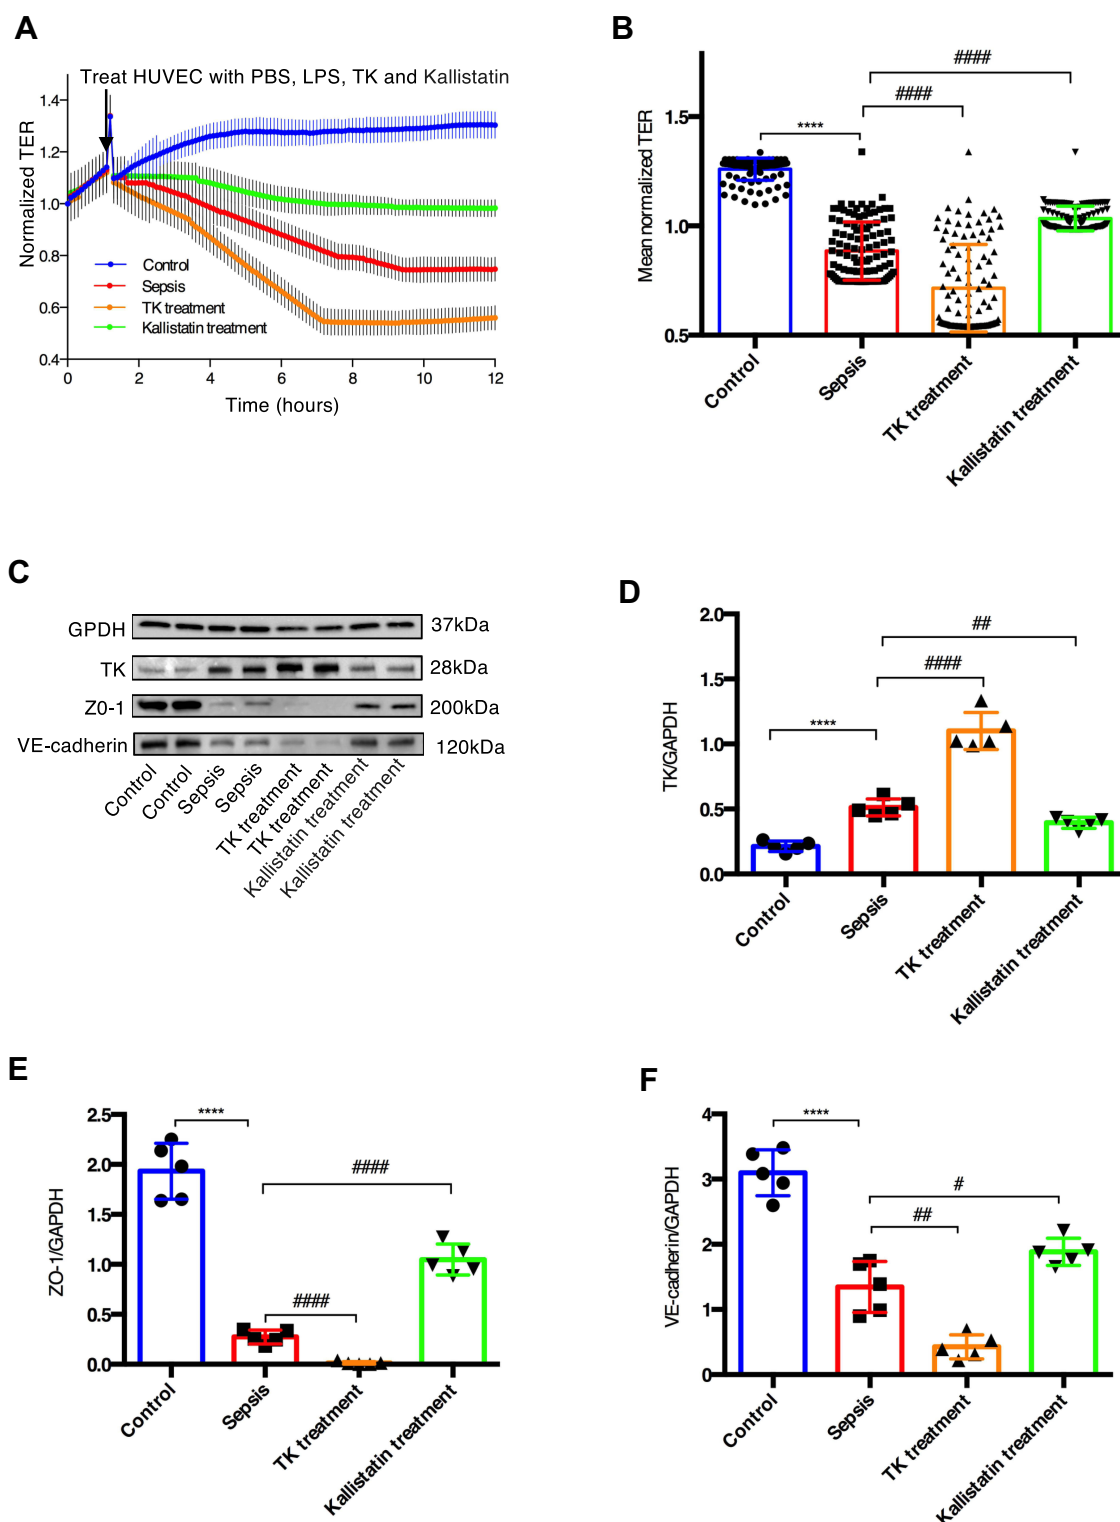 A
Treat HUVEC with PBS, LPS, TK and Kallistatin
Normalized TER
1.4
1.2
1.0
0.8
0.6
0.4
Control
Sepsis
TK treatment
Kallistatin treatment
0 2 4 6 8 10 12
Time (hours)
B
####
####
****
Mean normalized TER
1.5
1.0
0.5
Control
Sepsis
TK treatment
Kallistatin treatment
C
GPDH 37kDa
TK 28kDa
Z0-1 200kDa
VE-cadherin 120kDa
Control
Control
Sepsis
Sepsis
TK treatment
TK treatment
Kallistatin treatment
Kallistatin treatment
D
##
####
****
TK/GAPDH
2.0
1.5
1.0
0.5
0.0
Control
Sepsis
TK treatment
Kallistatin treatment
E
****
####
####
ZO-1/GAPDH
2.5
2.0
1.5
1.0
0.5
0.0
Control
Sepsis
TK treatment
Kallistatin treatment
F
****
#
##
VE-cadherin/GAPDH
4
3
2
1
0
Control
Sepsis
TK treatment
Kallistatin treatment